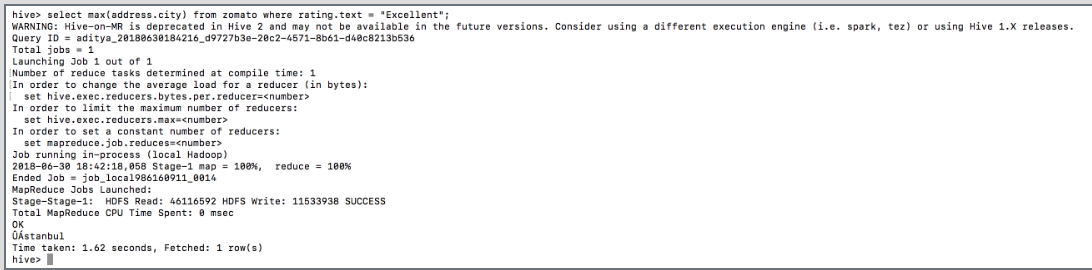 hive> select max(address.city) from zomato where rating.text = "Excellent";
WARNING: Hive-on-MR is deprecated in Hive 2 and may not be available in the future versions. Consider using a different execution engine (i.e. spark, tez) or using Hive 1.X releases.
Query ID = aditya_20180630184216_d9727b3e-20c2-4571-8b61-d40c8213b536
Total jobs = 1
Launching Job 1 out of 1
Number of reduce tasks determined at compile time: 1
In order to change the average load for a reducer (in bytes):
  set hive.exec.reducers.bytes.per.reducer=<number>
In order to limit the maximum number of reducers:
  set hive.exec.reducers.max=<number>
In order to set a constant number of reducers:
  set mapreduce.job.reduces=<number>
Job running in-process (local Hadoop)
2018-06-30 18:42:18,058 Stage-1 map = 100%,  reduce = 100%
Ended Job = job_local986160911_0014
MapReduce Jobs Launched:
Stage-Stage-1:  HDFS Read: 46116592 HDFS Write: 11533938 SUCCESS
Total MapReduce CPU Time Spent: 0 msec
OK
ÛÁstanbul
Time taken: 1.62 seconds, Fetched: 1 row(s)
hive>